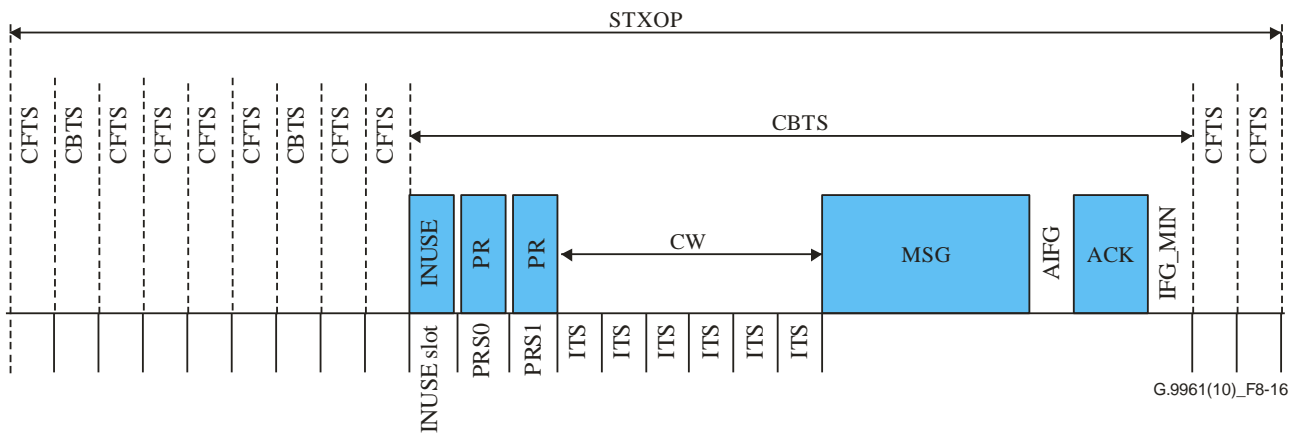 STXOP
CFTS
CBTS
CFTS
CFTS
CFTS
CFTS
CBTS
CFTS
CFTS
CBTS
CFTS
CFTS
INUSE
PR
PR
CW
MSG
AIFG
ACK
IFG_MIN
INUSE slot
PRS0
PRS1
ITS
ITS
ITS
ITS
ITS
ITS
G.9961(10)_F8-16